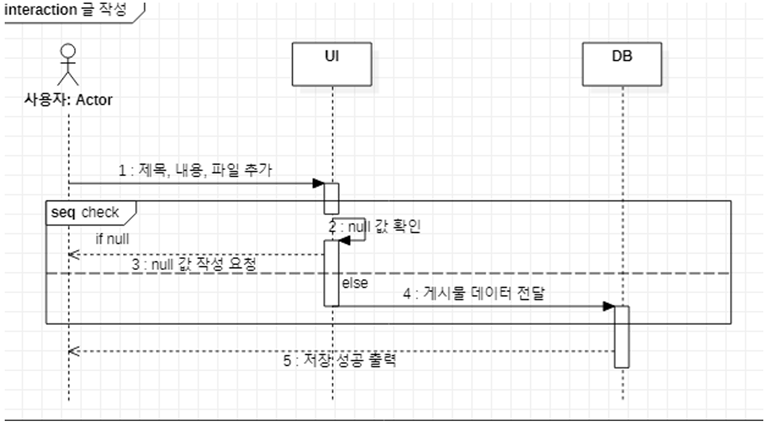 interaction 글 작성
UI
DB
사용자: Actor
1 : 제목, 내용, 파일 추가
seq check
2 : null 값 확인
if null
3 : null 값 작성 요청
else
4 : 게시물 데이터 전달
5 : 저장 성공 출력